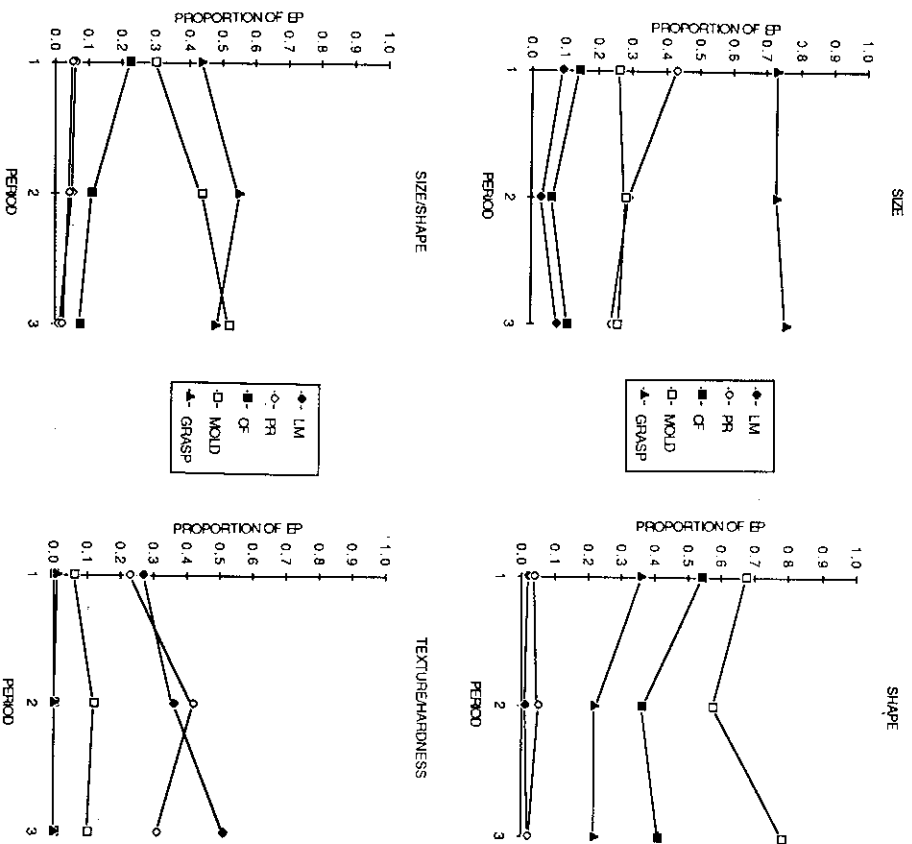 SIZE
PROPORTION OF EP
1.0
0.9
0.8
0.7
0.6
0.5
0.4
0.3
0.2
0.1
0.0
1 2 3
PERIOD
LM
PR
CF
MOLD
GRASP
SHAPE
PROPORTION OF EP
1.0
0.9
0.8
0.7
0.6
0.5
0.4
0.3
0.2
0.1
0.0
1 2 3
PERIOD
SIZE/SHAPE
PROPORTION OF EP
1.0
0.9
0.8
0.7
0.6
0.5
0.4
0.3
0.2
0.1
0.0
1 2 3
PERIOD
LM
PR
CF
MOLD
GRASP
TEXTURE/HARDNESS
PROPORTION OF EP
1.0
0.9
0.8
0.7
0.6
0.5
0.4
0.3
0.2
0.1
0.0
1 2 3
PERIOD